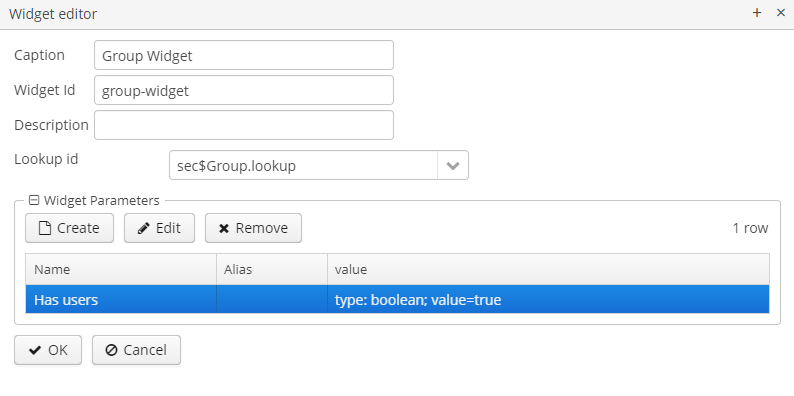 Widget editor + ×
Caption Group Widget
Widget Id group-widget
Description
Lookup id sec$Group.lookup
Widget Parameters
Create Edit Remove 1 row
Name Alias value
Has users type: boolean; value=true
OK Cancel